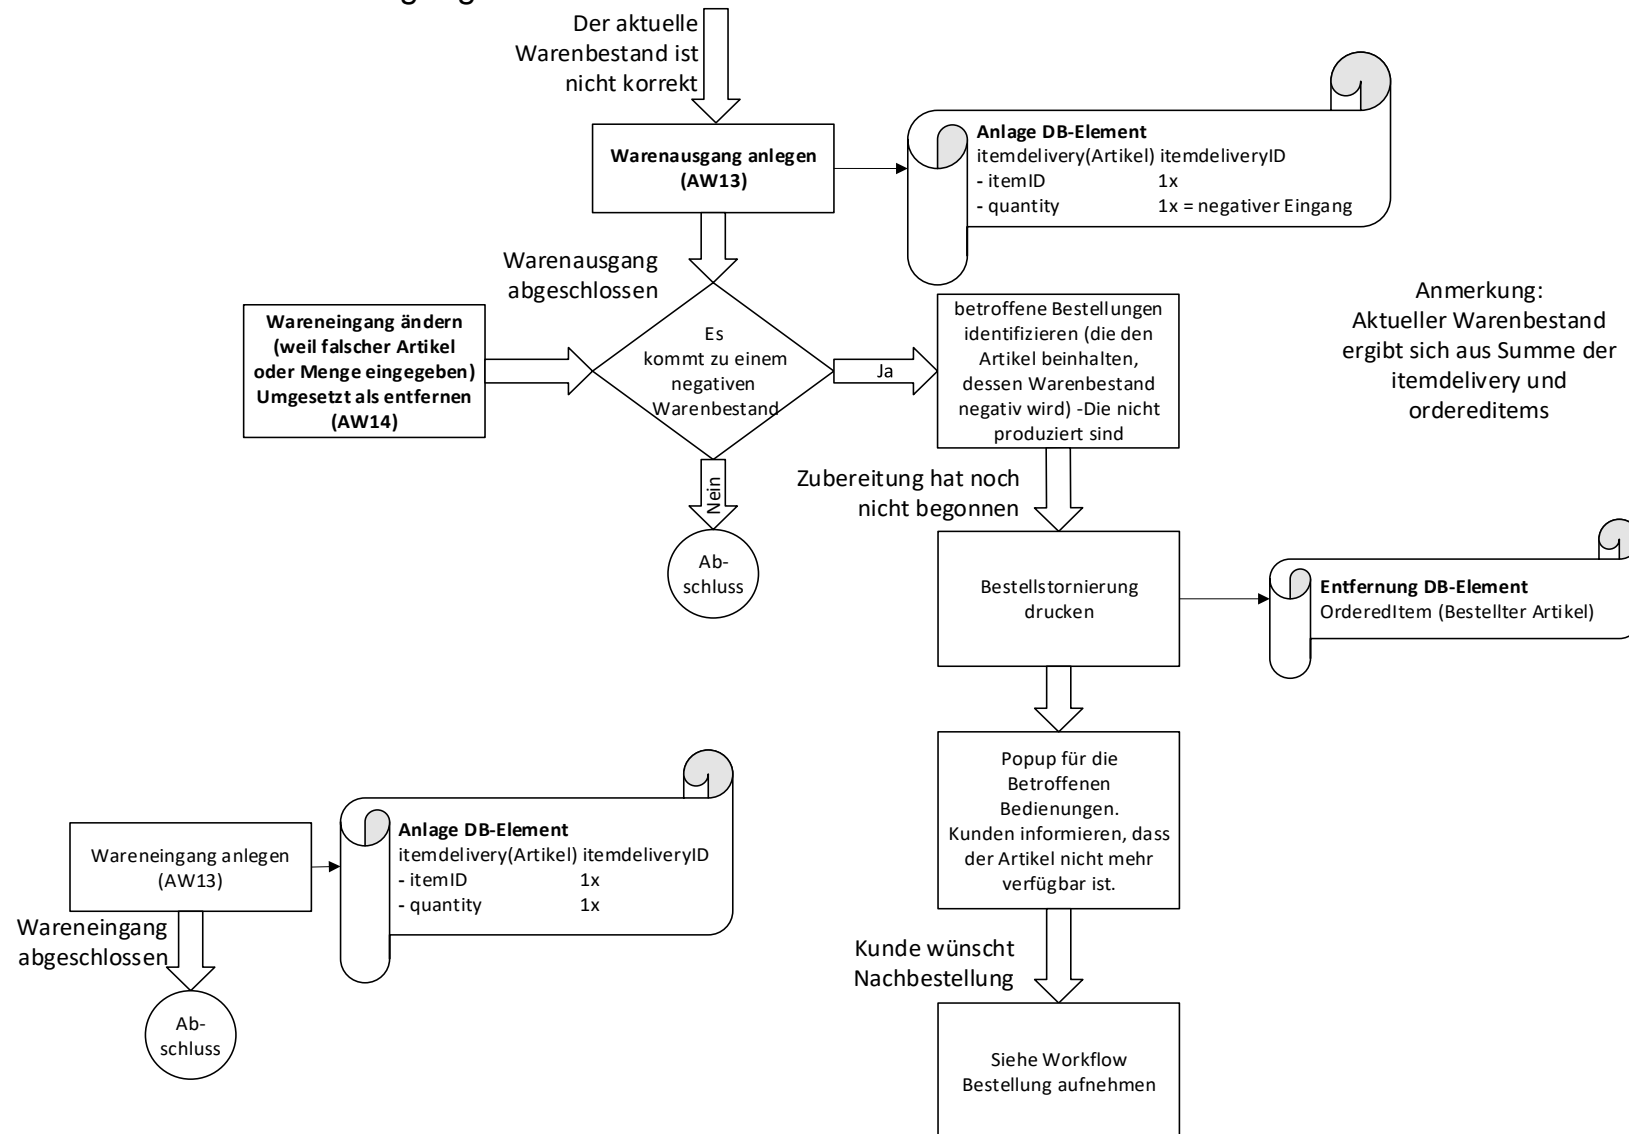 Der aktuelle
Warenbestand ist
nicht korrekt
Warenausgang anlegen
(AW13)
Anlage DB-Element
itemdelivery(Artikel) itemdeliveryID
- itemID 1x
- quantity 1x = negativer Eingang
Warenausgang
abgeschlossen
Wareneingang ändern
(weil falscher Artikel
oder Menge eingegeben)
Umgesetzt als entfernen
(AW14)
Es
kommt zu einem
negativen
Warenbestand
Ja
betroffene Bestellungen
identifizieren (die den
Artikel beinhalten,
dessen Warenbestand
negativ wird) -Die nicht
produziert sind
Anmerkung:
Aktueller Warenbestand
ergibt sich aus Summe der
itemdelivery und
ordereditems
Nein
Ab-
schluss
Zubereitung hat noch
nicht begonnen
Bestellstornierung
drucken
Entfernung DB-Element
OrderedItem (Bestellter Artikel)
Popup für die
Betroffenen
Bedienungen.
Kunden informieren, dass
der Artikel nicht mehr
verfügbar ist.
Wareneingang anlegen
(AW13)
Anlage DB-Element
itemdelivery(Artikel) itemdeliveryID
- itemID 1x
- quantity 1x
Wareneingang
abgeschlossen
Ab-
schluss
Kunde wünscht
Nachbestellung
Siehe Workflow
Bestellung aufnehmen